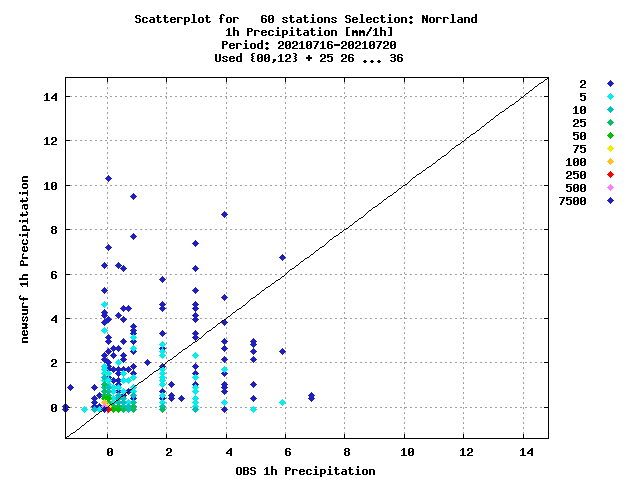 Scatterplot for   60 stations Selection: Norrland
1h Precipitation [mm/1h]
Period: 20210716-20210720
Used {00,12} + 25 26 ... 36
newsurf 1h Precipitation
14
12
10
8
6
4
2
0
0 2 4 6 8 10 12 14
OBS 1h Precipitation
2
5
10
25
50
75
100
250
500
7500